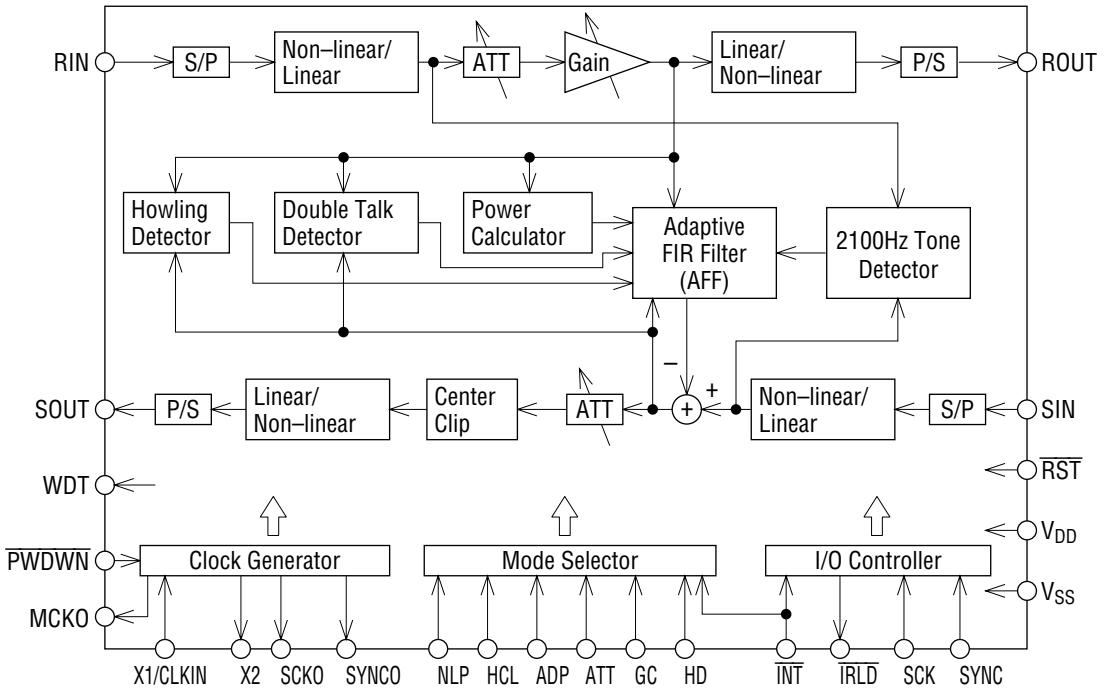 RIN
S/P
Non–linear/
Linear
ATT
Gain
Linear/
Non–linear
P/S
ROUT
Howling
Detector
Double Talk
Detector
Power
Calculator
Adaptive
FIR Filter
(AFF)
2100Hz Tone
Detector
–
+
SOUT
P/S
Linear/
Non–linear
Center
Clip
ATT
+
Non–linear/
Linear
S/P
SIN
WDT
RST
VDD
PWDWN
Clock Generator
Mode Selector
I/O Controller
MCKO
VSS
X1/CLKIN
X2
SCKO
SYNCO
NLP
HCL
ADP
ATT
GC
HD
INT
IRLD
SCK
SYNC